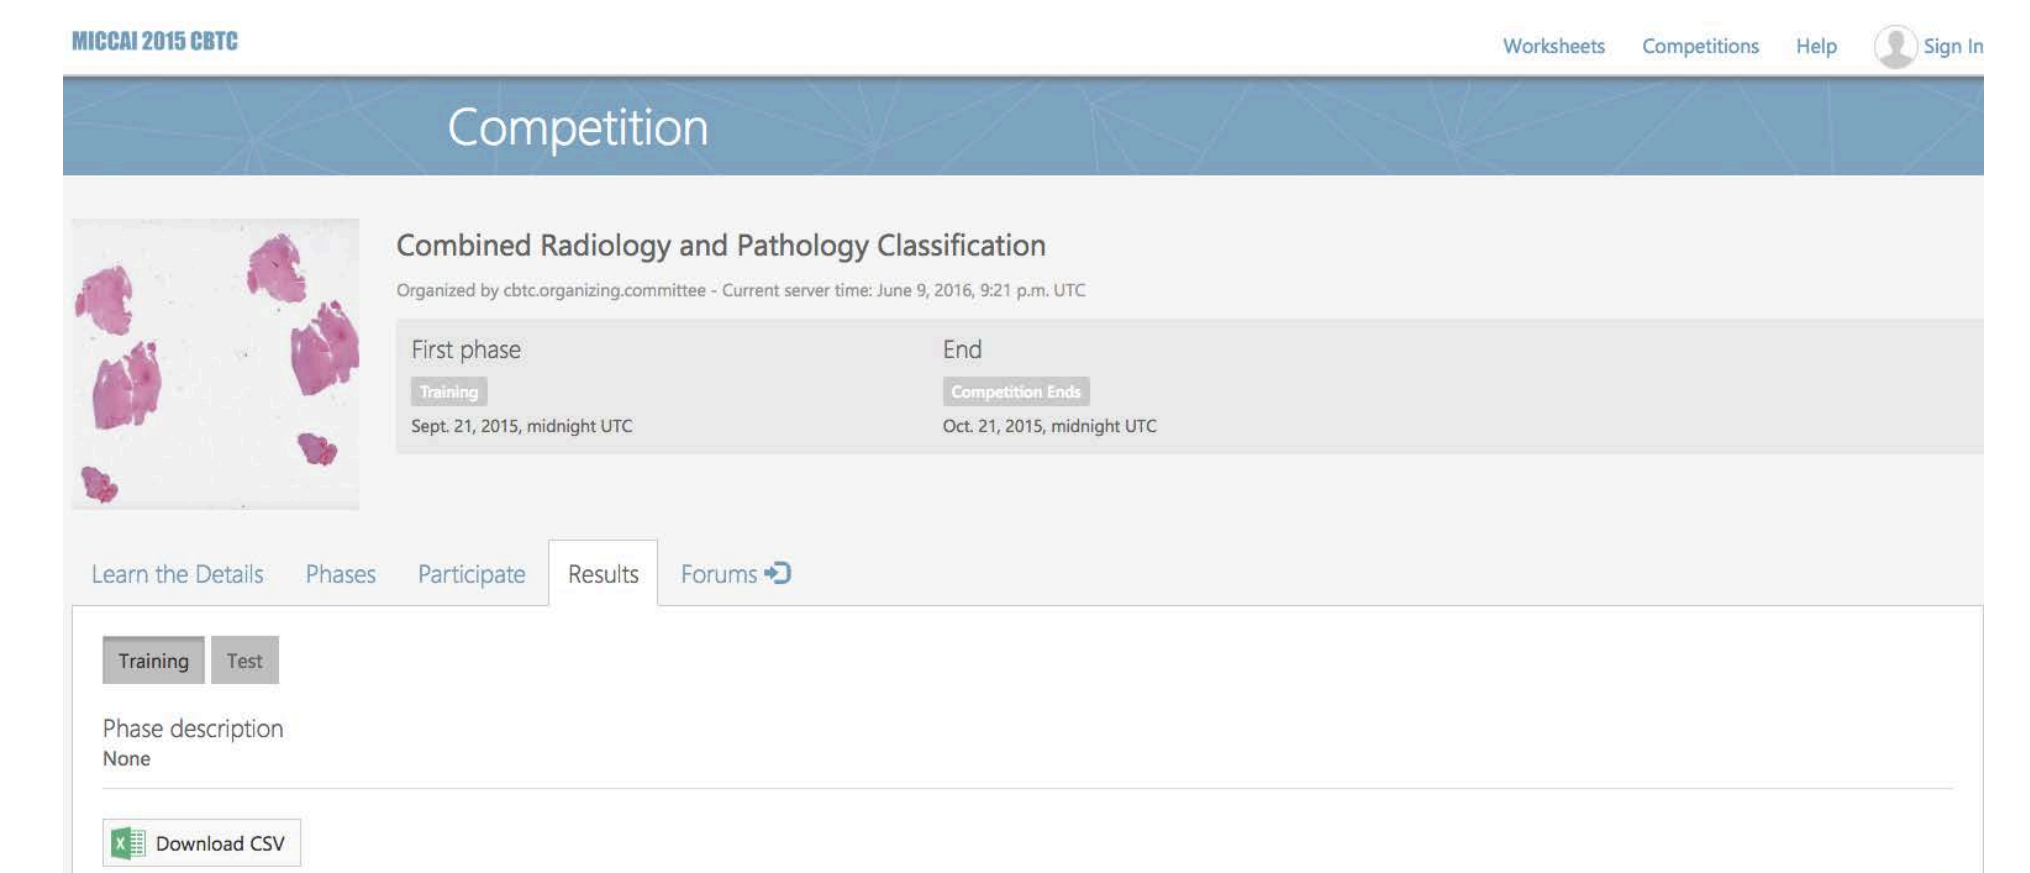 MICCAI 2015 CBTC
Worksheets Competitions Help Sign In
Competition
Combined Radiology and Pathology Classification
Organized by cbtc.organizing.committee - Current server time: June 9, 2016, 9:21 p.m. UTC
First phase End
Training Competition Ends
Sept. 21, 2015, midnight UTC Oct. 21, 2015, midnight UTC
Learn the Details Phases Participate Results Forums
Training Test
Phase description
None
Download CSV